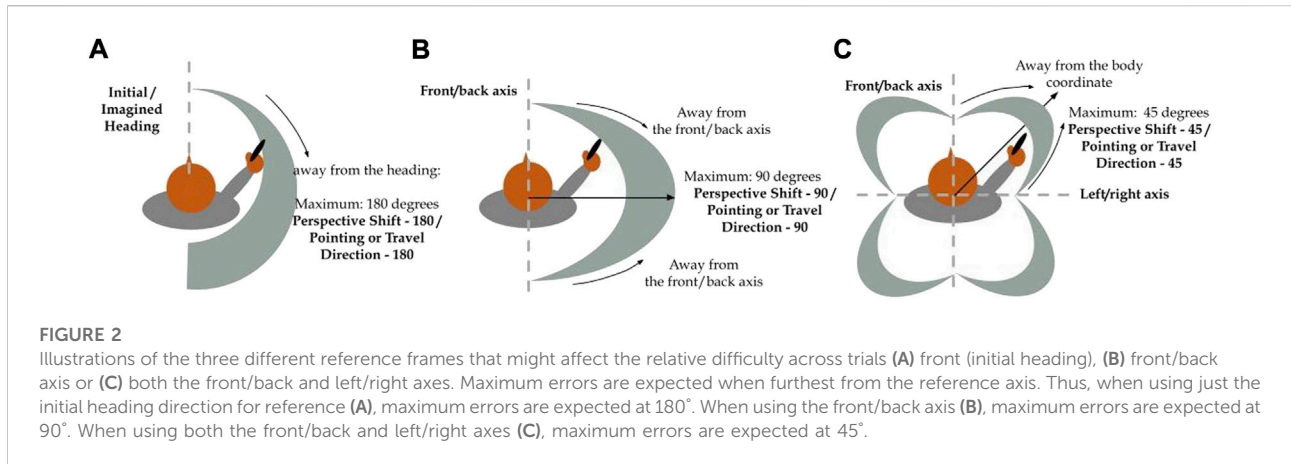 A
Initial /
Imagined
Heading
away from the heading:
Maximum: 180 degrees
Perspective Shift - 180/
Pointing or Travel
Direction - 180
B
Front/back axis
Away from
the front/back axis
Maximum: 90 degrees
Perspective Shift - 90/
Pointing or Travel
Direction - 90
Away from
the front/back axis
C
Front/back axis
Away from the body
coordinate
Maximum: 45 degrees
Perspective Shift - 45/
Pointing or Travel
Direction - 45
Left/right axis
FIGURE 2
Illustrations of the three different reference frames that might affect the relative difficulty across trials (A) front (initial heading), (B) front/back
axis or (C) both the front/back and left/right axes. Maximum errors are expected when furthest from the reference axis. Thus, when using just the
initial heading direction for reference (A), maximum errors are expected at 180°. When using the front/back axis (B), maximum errors are expected at
90°. When using both the front/back and left/right axes (C), maximum errors are expected at 45°.